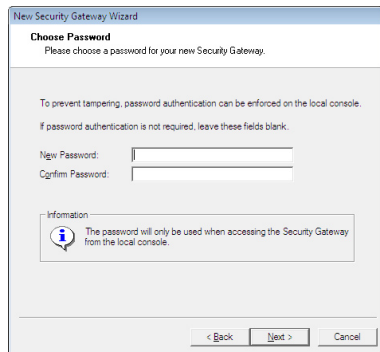 New Security Gateway Wizard
Choose Password
Please choose a password for your new Security Gateway.
To prevent tampering, password authentication can be enforced on the local console.
If password authentication is not required, leave these fields blank.
New Password:
Confirm Password:
Information
The password will only be used when accessing the Security Gateway
from the local console.
< Back
Next >
Cancel